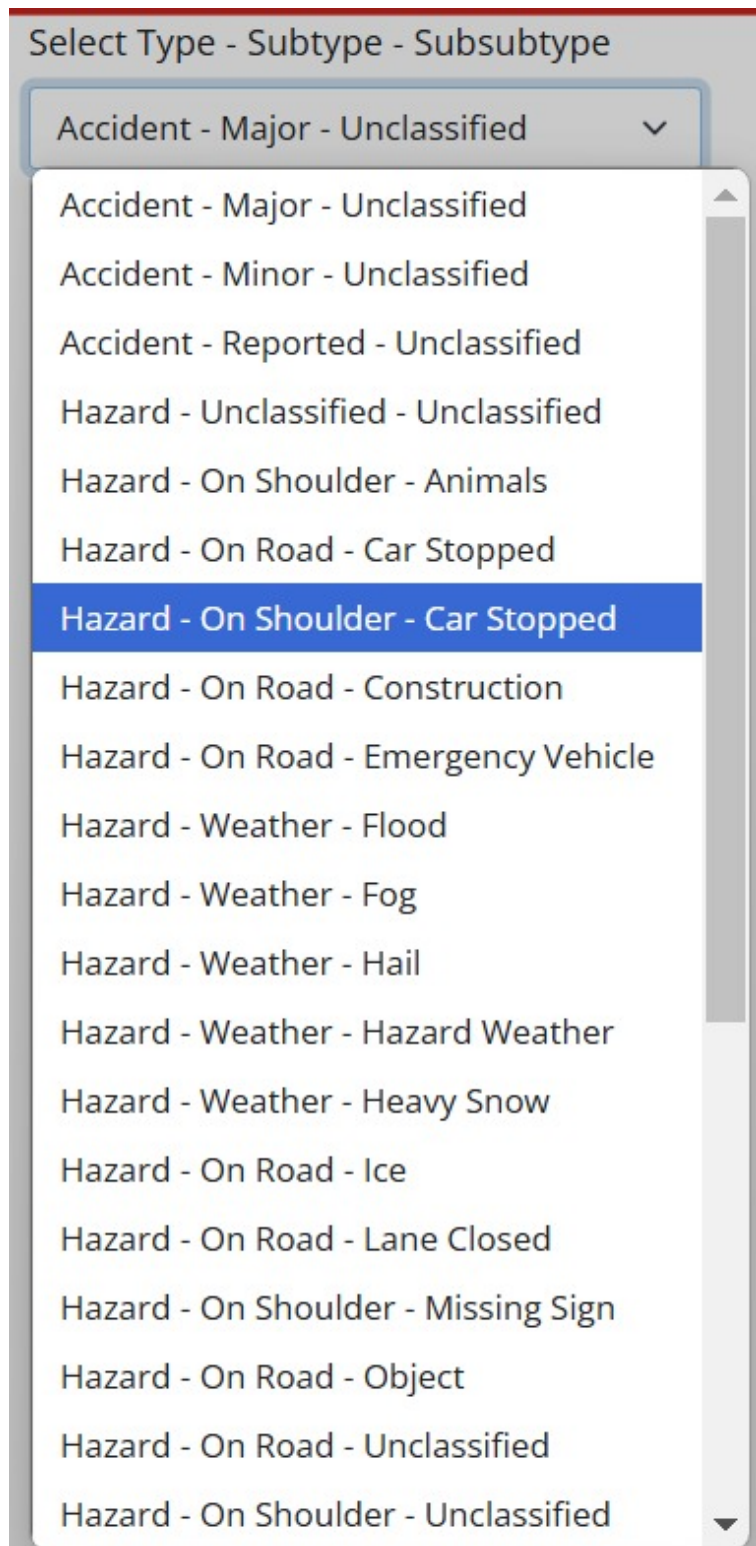 Select Type - Subtype - Subsubtype
Accident - Major - Unclassified
Accident - Major - Unclassified
Accident - Minor - Unclassified
Accident - Reported - Unclassified
Hazard - Unclassified - Unclassified
Hazard - On Shoulder - Animals
Hazard - On Road - Car Stopped
Hazard - On Shoulder - Car Stopped
Hazard - On Road - Construction
Hazard - On Road - Emergency Vehicle
Hazard - Weather - Flood
Hazard - Weather - Fog
Hazard - Weather - Hail
Hazard - Weather - Hazard Weather
Hazard - Weather - Heavy Snow
Hazard - On Road - Ice
Hazard - On Road - Lane Closed
Hazard - On Shoulder - Missing Sign
Hazard - On Road - Object
Hazard - On Road - Unclassified
Hazard - On Shoulder - Unclassified